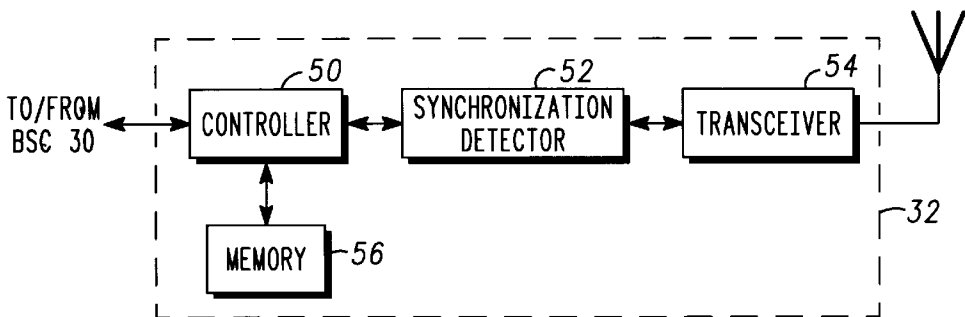 50
52
54
TO/FROM
BSC 30
CONTROLLER
SYNCHRONIZATION
DETECTOR
TRANSCEIVER
32
MEMORY
56